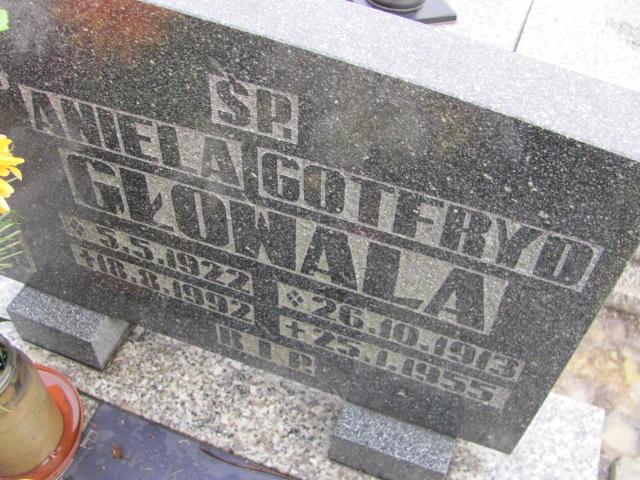 ŚP.
ANIELA GOTFRYD
GŁOWALA
* 5.5.1922 * 26.10.1913
+18.8.1992 +25.1.1955
R I P.